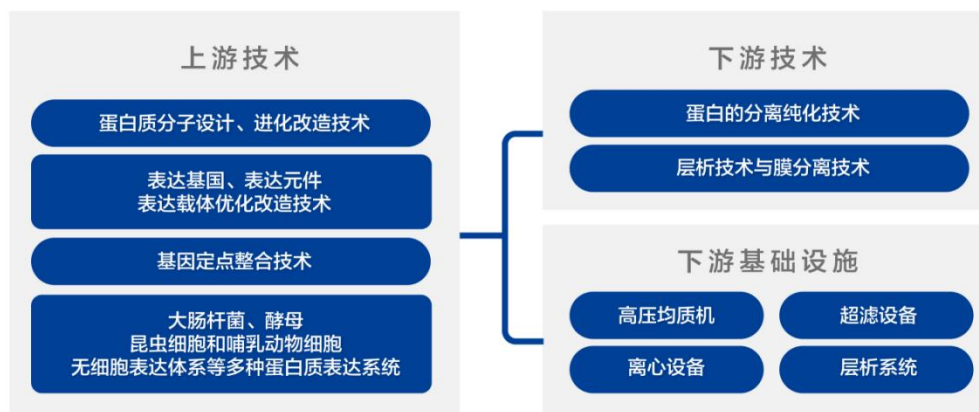 上游技术
蛋白质分子设计、进化改造技术
表达基国、表达元件
表达载体优化改造技术
基因定点整合技术
大肠杆菌、酵母
昆虫细胞和哺乳动物细胞
无细胞表达体系等多种蛋白质表达系统
下游技术
蛋白的分离纯化技术
层析技术与膜分离技术
下游基础设施
高压均质机
超滤设备
离心设备
层析系统